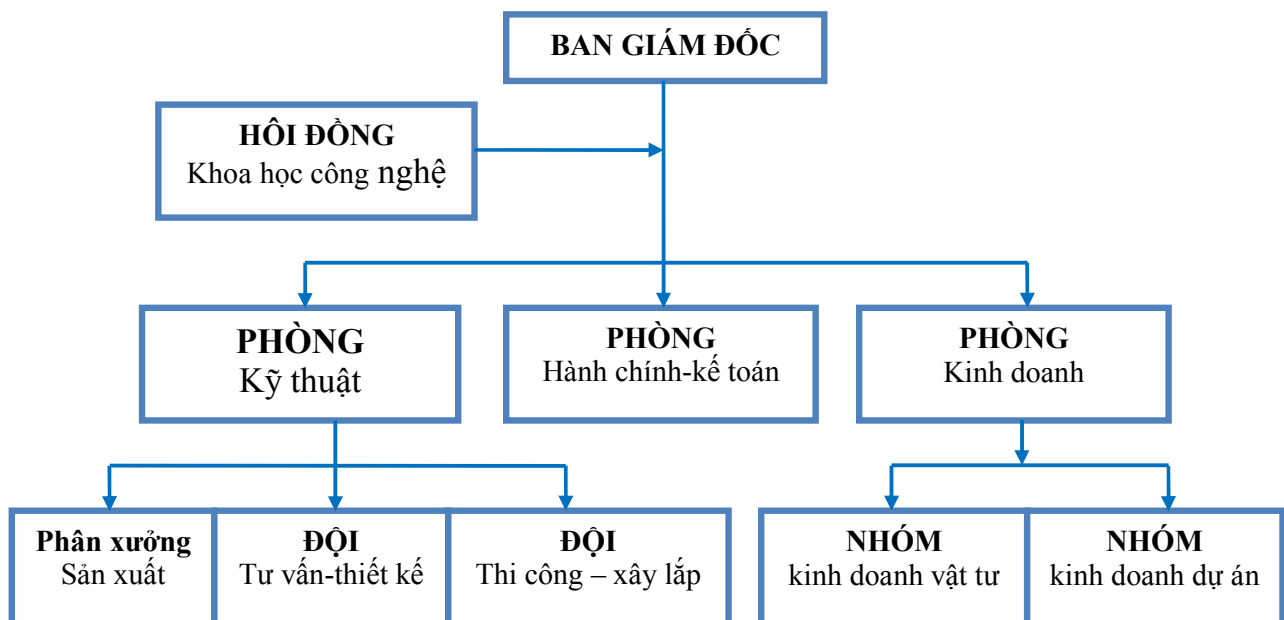 BAN GIÁM ĐỐC
HÔI ĐỒNG
Khoa học công nghệ
PHÒNG
Kỹ thuật
PHÒNG
Hành chính-kế toán
PHÒNG
Kinh doanh
Phân xưởng
Sản xuất
ĐỘI
Tư vấn-thiết kế
ĐỘI
Thi công – xây lắp
NHÓM
kinh doanh vật tư
NHÓM
kinh doanh dự án